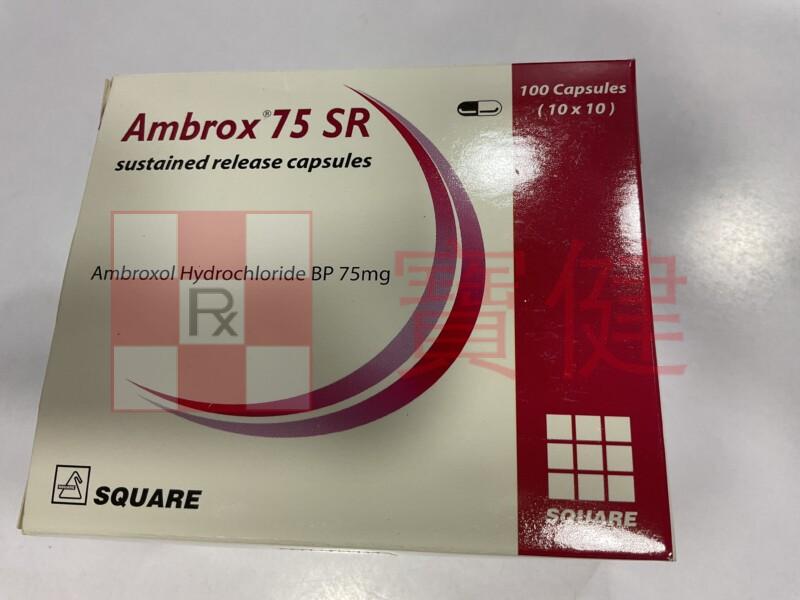 Ambrox® 75 SR
sustained release capsules
100 Capsules
( 10 x 10 )
Ambroxol Hydrochloride BP 75mg
Rx
寶健
SQUARE
SQUARE